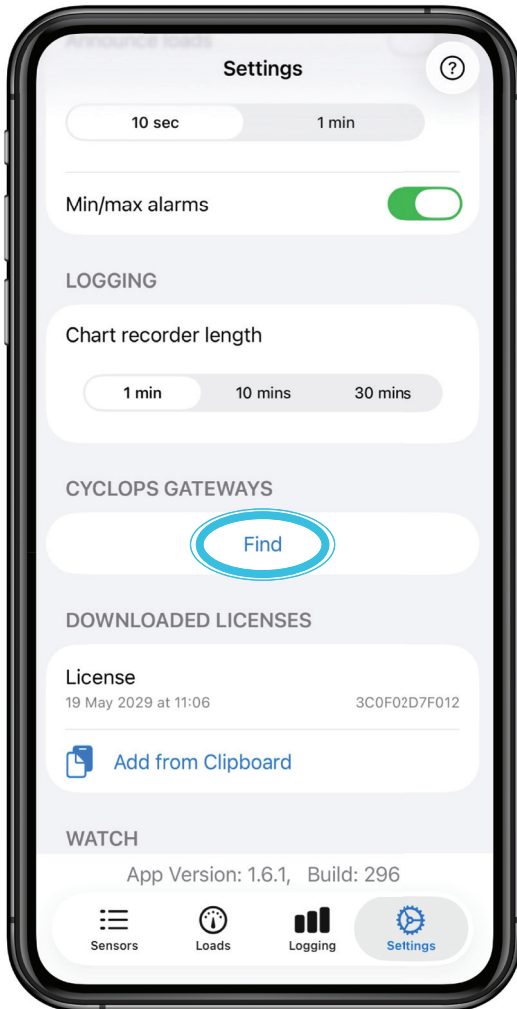 Announce loads
Settings
?
10 sec 1 min
Min/max alarms
LOGGING
Chart recorder length
1 min 10 mins 30 mins
CYCLOPS GATEWAYS
Find
DOWNLOADED LICENSES
License
19 May 2029 at 11:06 3C0F02D7F012
Add from Clipboard
WATCH
App Version: 1.6.1, Build: 296
Sensors Loads Logging Settings